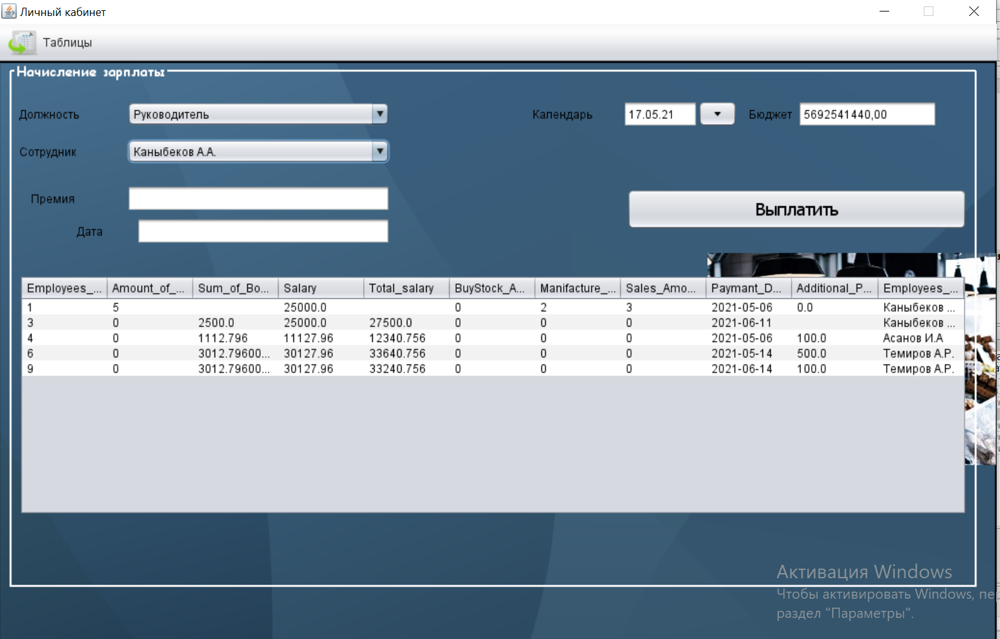 Личный кабинет
Таблицы
Начисление зарплаты
Должность Руководитель Календарь 17.05.21 Бюджет 5692541440,00
Сотрудник Каныбеков А.А.
Премия
Выплатить
Дата
Employees_... Amount_of_... Sum_of_Bo... Salary Total_salary BuyStock_A... Manifacture_... Sales_Amo... Paymant_D... Additional_P... Employees_...
1 5 25000.0 0 2 3 2021-05-06 0.0 Каныбеков ...
3 0 2500.0 25000.0 27500.0 0 0 0 2021-06-11 Каныбеков ...
4 0 1112.796 11127.96 12340.756 0 0 0 2021-05-06 100.0 Асанов И.А
6 0 3012.79600... 30127.96 33640.756 0 0 0 2021-05-14 500.0 Темиров А.Р.
9 0 3012.79600... 30127.96 33240.756 0 0 0 2021-06-14 100.0 Темиров А.Р.
Активация Windows
Чтобы активировать Windows, пе
раздел "Параметры".